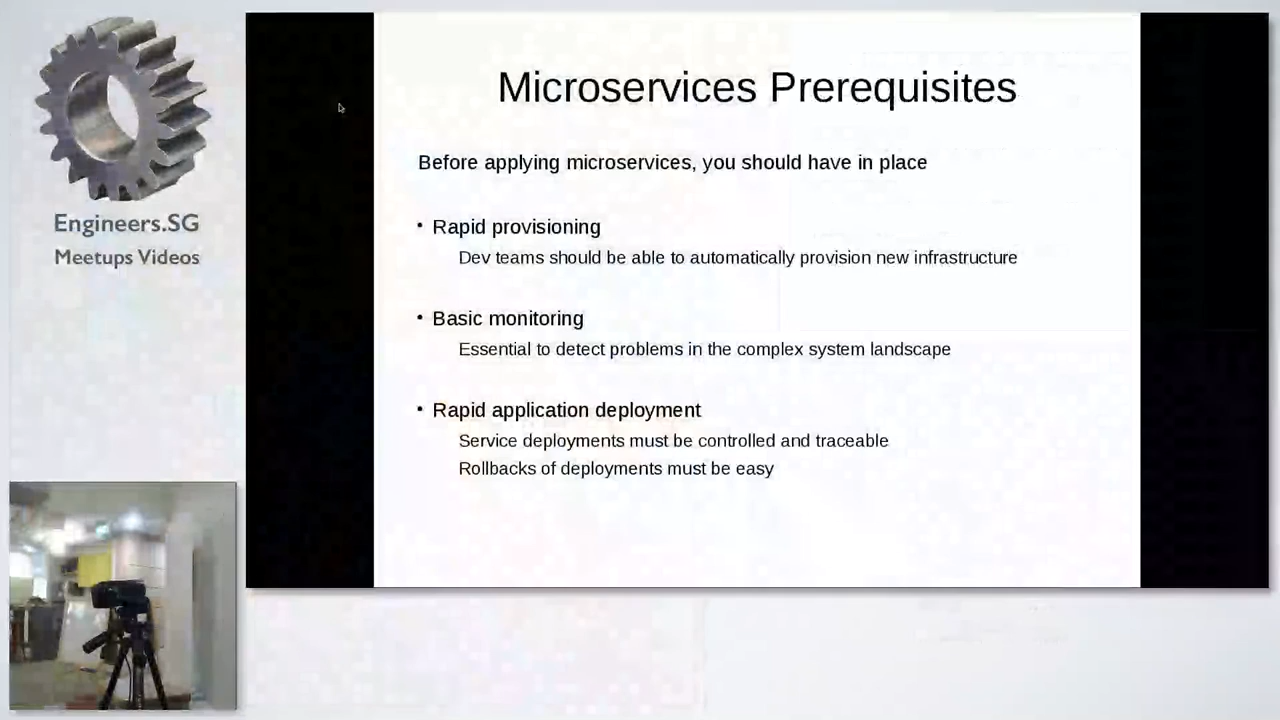 Engineers.SG
Meetups Videos
Microservices Prerequisites
Before applying microservices, you should have in place
• Rapid provisioning
Dev teams should be able to automatically provision new infrastructure
• Basic monitoring
Essential to detect problems in the complex system landscape
• Rapid application deployment
Service deployments must be controlled and traceable
Rollbacks of deployments must be easy